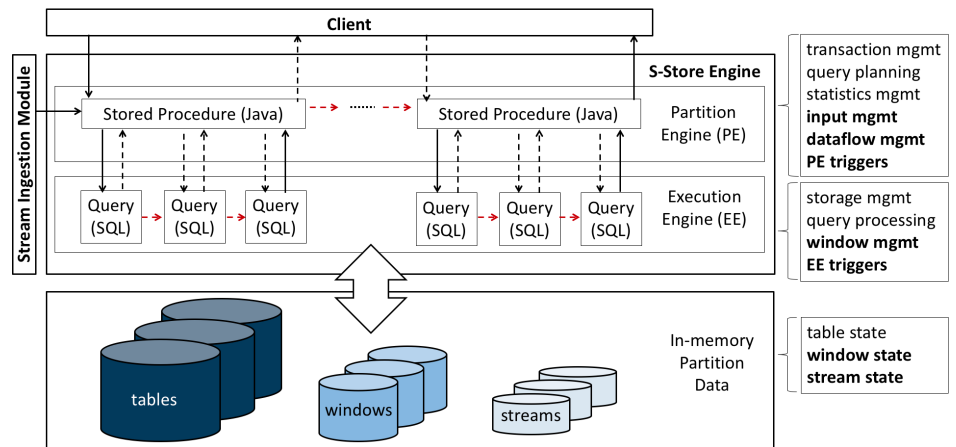 Client
Stream Ingestion Module
S-Store Engine
Stored Procedure (Java)
......
Stored Procedure (Java)
Partition
Engine (PE)
Query
(SQL)
Query
(SQL)
Query
(SQL)
Query
(SQL)
Query
(SQL)
Query
(SQL)
Execution
Engine (EE)
tables
windows
streams
In-memory
Partition
Data
transaction mgmt
query planning
statistics mgmt
input mgmt
dataflow mgmt
PE triggers
storage mgmt
query processing
window mgmt
EE triggers
table state
window state
stream state